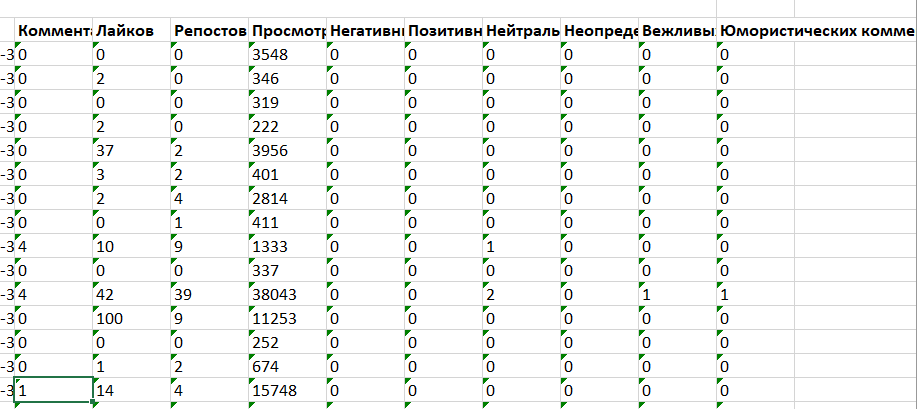 Коммента Лайков Репостов Просмотр Негативн Позитивн Нейтраль Неопреде Вежливы Юмористических комме
-3 0 0 0 3548 0 0 0 0 0 0
-3 0 2 0 346 0 0 0 0 0 0
-3 0 0 0 319 0 0 0 0 0 0
-3 0 2 0 222 0 0 0 0 0 0
-3 0 37 2 3956 0 0 0 0 0 0
-3 0 3 2 401 0 0 0 0 0 0
-3 0 2 4 2814 0 0 0 0 0 0
-3 0 0 1 411 0 0 0 0 0 0
-3 4 10 9 1333 0 0 1 0 0 0
-3 0 0 0 337 0 0 0 0 0 0
-3 4 42 39 38043 0 0 2 0 1 1
-3 0 100 9 11253 0 0 0 0 0 0
-3 0 0 0 252 0 0 0 0 0 0
-3 0 1 2 674 0 0 0 0 0 0
-3 1 14 4 15748 0 0 0 0 0 0